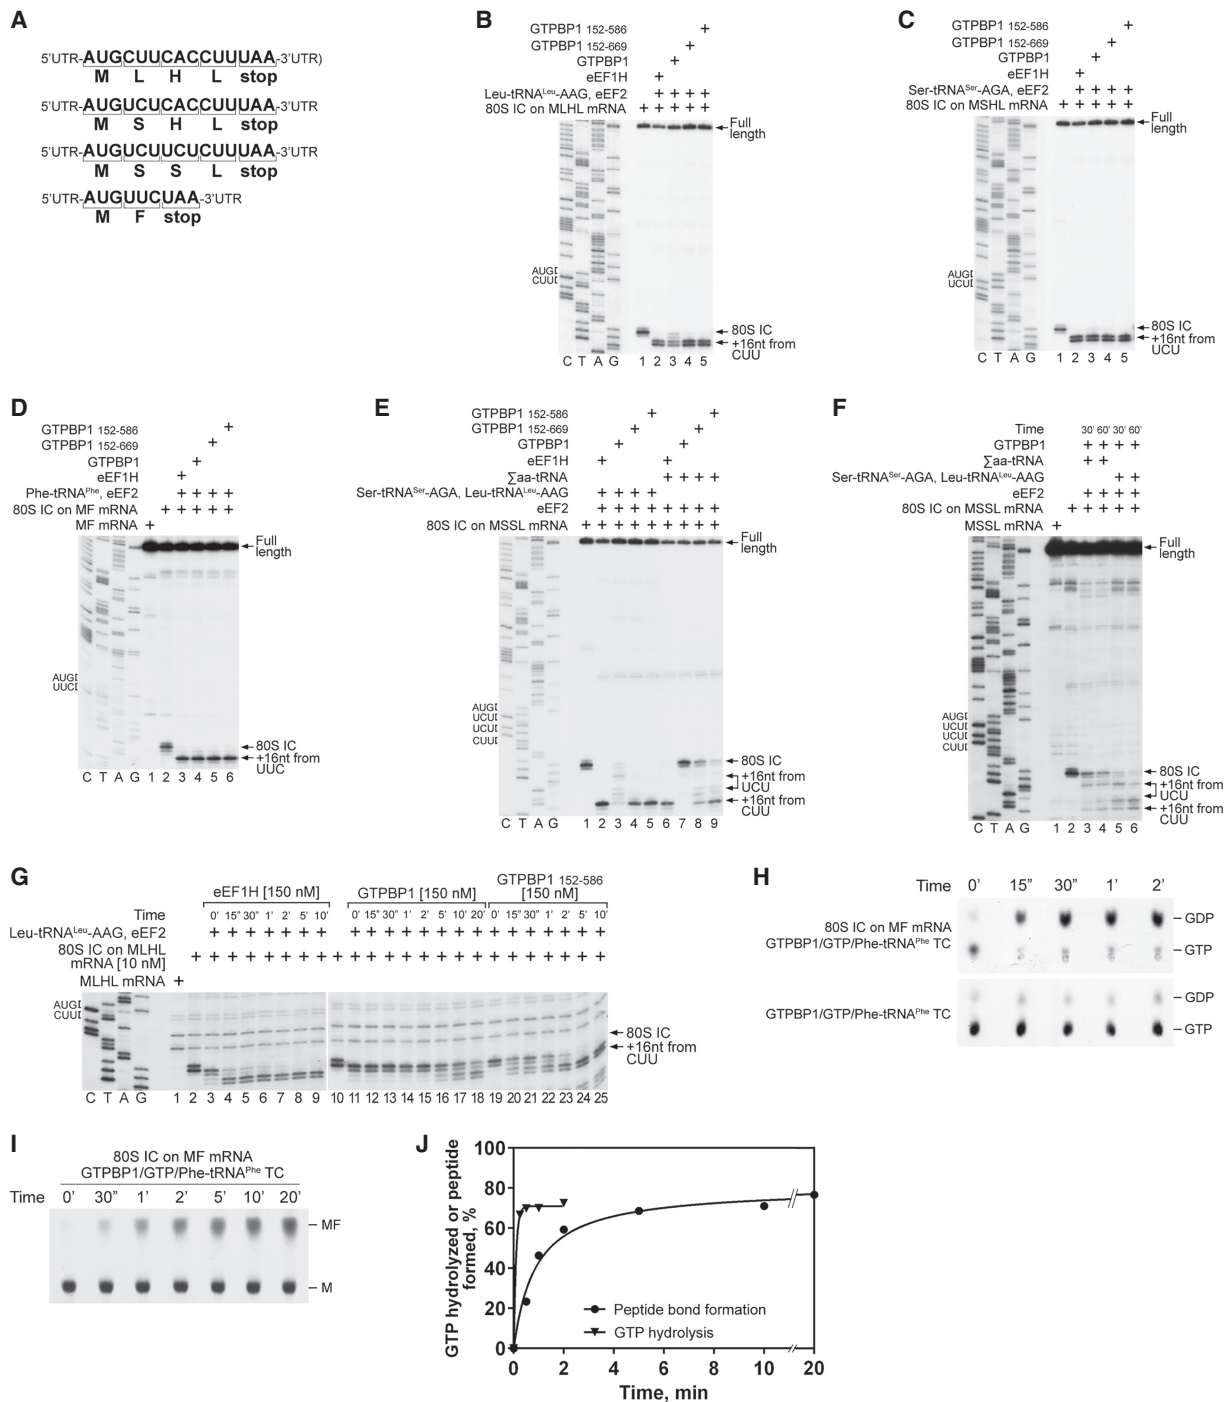 A
5'UTR-AUGCUUCACCUUUAA-3'UTR)
M L H L stop
5'UTR-AUGUCUCACCUUUAA-3'UTR
M S H L stop
5'UTR-AUGUCUUCUCUUUAA-3'UTR
M S S L stop
5'UTR-AUGUUCUAA-3'UTR
M F stop
B
GTPBP1 152-586 +
GTPBP1 152-669 +
GTPBP1 +
eEF1H +
Leu-tRNALeu-AAG, eEF2 + + + +
80S IC on MLHL mRNA + + + + +
Full length
AUG
CUU
80S IC
+16nt from CUU
C T A G 1 2 3 4 5
C
GTPBP1 152-586 +
GTPBP1 152-669 +
GTPBP1 +
eEF1H +
Ser-tRNASer-AGA, eEF2 + + + +
80S IC on MSHL mRNA + + + + +
Full length
AUG
UCU
80S IC
+16nt from UCU
C T A G 1 2 3 4 5
D
GTPBP1 152-586 +
GTPBP1 152-669 +
GTPBP1 +
eEF1H +
Phe-tRNAPhe, eEF2 + + + +
80S IC on MF mRNA + + + + +
MF mRNA +
Full length
AUG
UUC
80S IC
+16nt from UUC
C T A G 1 2 3 4 5 6
E
GTPBP1 152-586 + +
GTPBP1 152-669 + +
GTPBP1 + +
eEF1H + +
∑aa-tRNA + + + +
Ser-tRNASer-AGA, Leu-tRNALeu-AAG + + + +
eEF2 + + + + + + + +
80S IC on MSSL mRNA + + + + + + + + +
Full length
AUG
UCU
UCU
CUU
80S IC
+16nt from UCU
+16nt from CUU
C T A G 1 2 3 4 5 6 7 8 9
F
Time 30' 60' 30' 60'
GTPBP1 + + + +
∑aa-tRNA + +
Ser-tRNASer-AGA, Leu-tRNALeu-AAG + +
eEF2 + + + +
80S IC on MSSL mRNA + + + + +
MSSL mRNA +
Full length
AUG
UCU
UCU
CUU
80S IC
+16nt from UCU
+16nt from CUU
C T A G 1 2 3 4 5 6
G
eEF1H [150 nM] GTPBP1 [150 nM] GTPBP1 152-586 [150 nM]
Time 0' 15" 30" 1' 2' 5' 10' 0' 15" 30" 1' 2' 5' 10' 20' 0' 15" 30" 1' 2' 5' 10'
Leu-tRNALeu-AAG, eEF2 + + + + + + + + + + + + + + + + + + + + + +
80S IC on MLHL mRNA [10 nM] + + + + + + + + + + + + + + + + + + + + + + + +
MLHL mRNA +
AUG
CUU
80S IC
+16nt from CUU
C T A G 1 2 3 4 5 6 7 8 9 10 11 12 13 14 15 16 17 18 19 20 21 22 23 24 25
H
Time 0' 15" 30" 1' 2'
80S IC on MF mRNA
GTPBP1/GTP/Phe-tRNAPhe TC
GDP
GTP
GTPBP1/GTP/Phe-tRNAPhe TC
GDP
GTP
I
80S IC on MF mRNA
GTPBP1/GTP/Phe-tRNAPhe TC
Time 0' 30" 1' 2' 5' 10' 20'
MF
M
J
GTP hydrolyzed or peptide formed, %
100
80
60
40
20
0
Peptide bond formation
GTP hydrolysis
0 2 4 6 8 10 20
Time, min